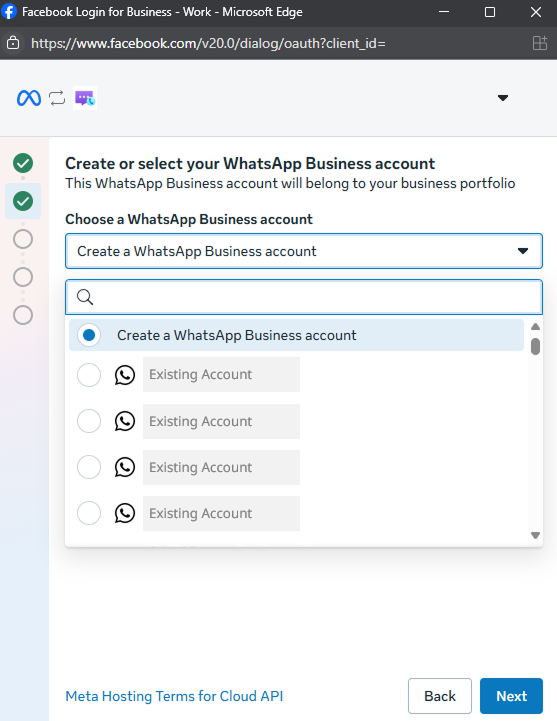 Facebook Login for Business - Work - Microsoft Edge
https://www.facebook.com/v20.0/dialog/oauth?client_id=
Create or select your WhatsApp Business account
This WhatsApp Business account will belong to your business portfolio
Choose a WhatsApp Business account
Create a WhatsApp Business account
Create a WhatsApp Business account
Existing Account
Existing Account
Existing Account
Existing Account
Meta Hosting Terms for Cloud API
Back
Next